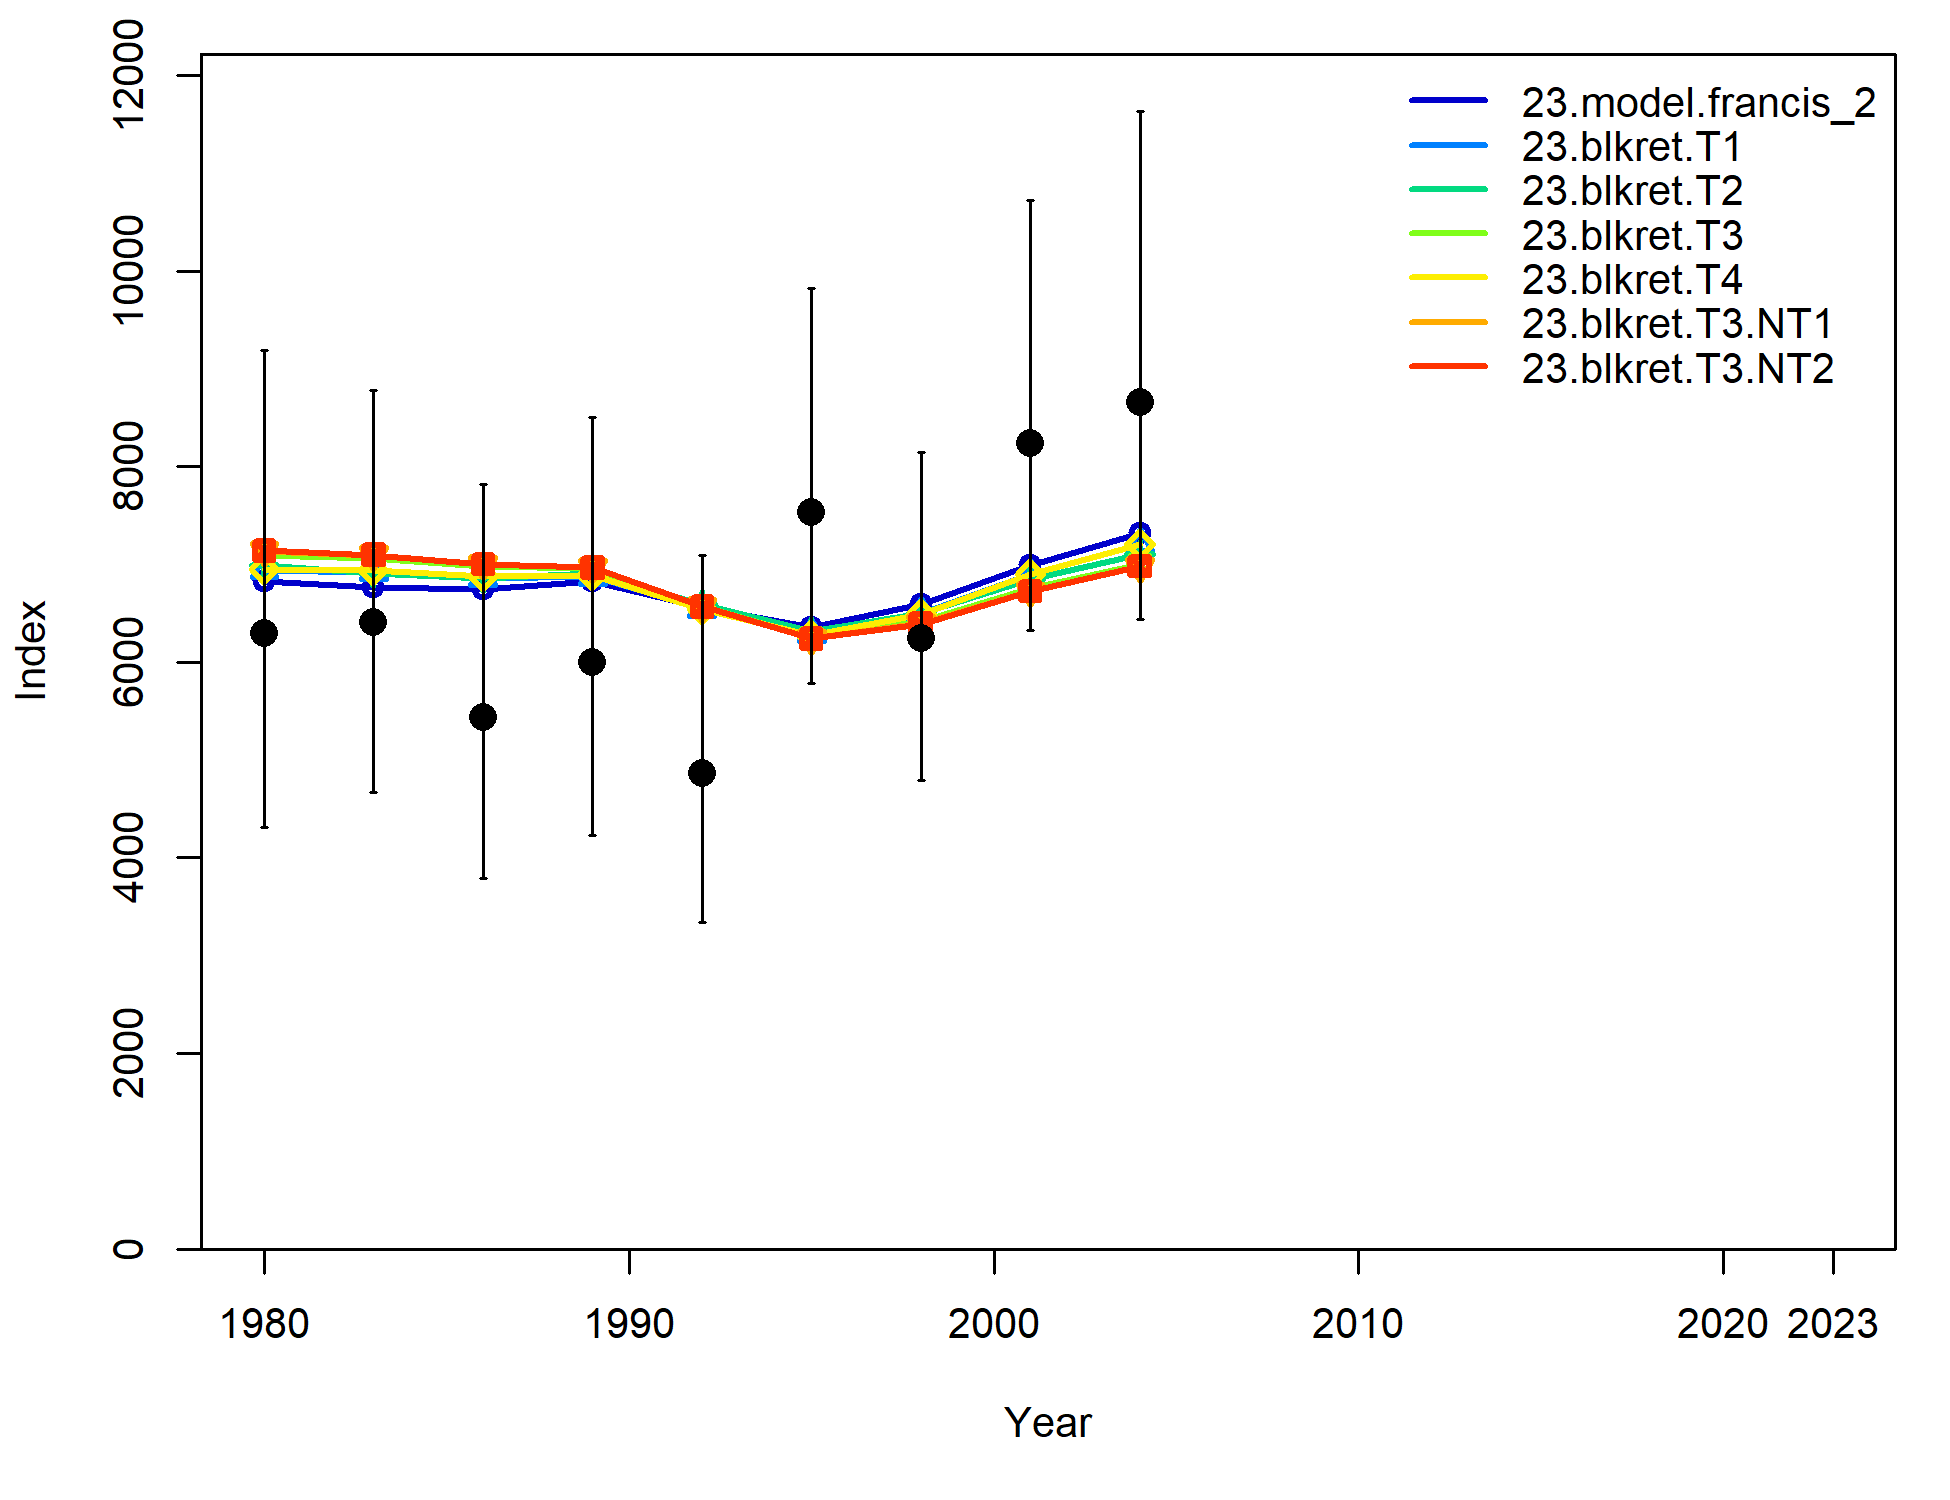 12000
10000
8000
6000
4000
2000
0
Index
23.model.francis_2
23.blkret.T1
23.blkret.T2
23.blkret.T3
23.blkret.T4
23.blkret.T3.NT1
23.blkret.T3.NT2
1980 1990 2000 2010 2020 2023
Year